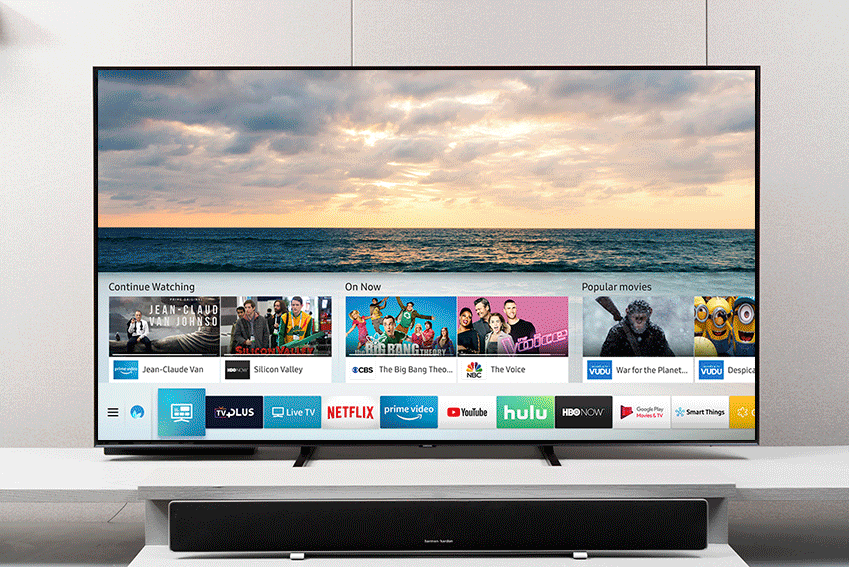 Continue Watching
On Now
Popular movies
JEAN-CLAUD
VAN JOHNSO
SILICON VALLEY
THE BIG BANG THEORY
The Voice
prime video
Jean-Claude Van
HBO NOW
Silicon Valley
CBS
The Big Bang Theo...
NBC
The Voice
VUDU
War for the Planet...
VUDU
Despica
TV PLUS
Live TV
NETFLIX
prime video
YouTube
hulu
HBO NOW
Google Play
Movies & TV
Smart Things
G
harman/kardon